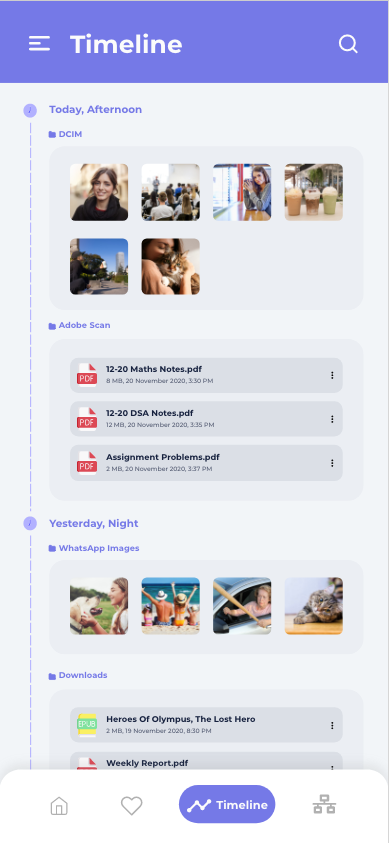 Timeline
Today, Afternoon
DCIM
Adobe Scan
12-20 Maths Notes.pdf
8 MB, 20 November 2020, 3:30 PM
PDF
12-20 DSA Notes.pdf
12 MB, 20 November 2020, 3:35 PM
PDF
Assignment Problems.pdf
2 MB, 20 November 2020, 3:37 PM
PDF
Yesterday, Night
WhatsApp Images
Downloads
Heroes Of Olympus, The Lost Hero
2 MB, 19 November 2020, 8:30 PM
EPUB
Weekly Report.pdf
Timeline